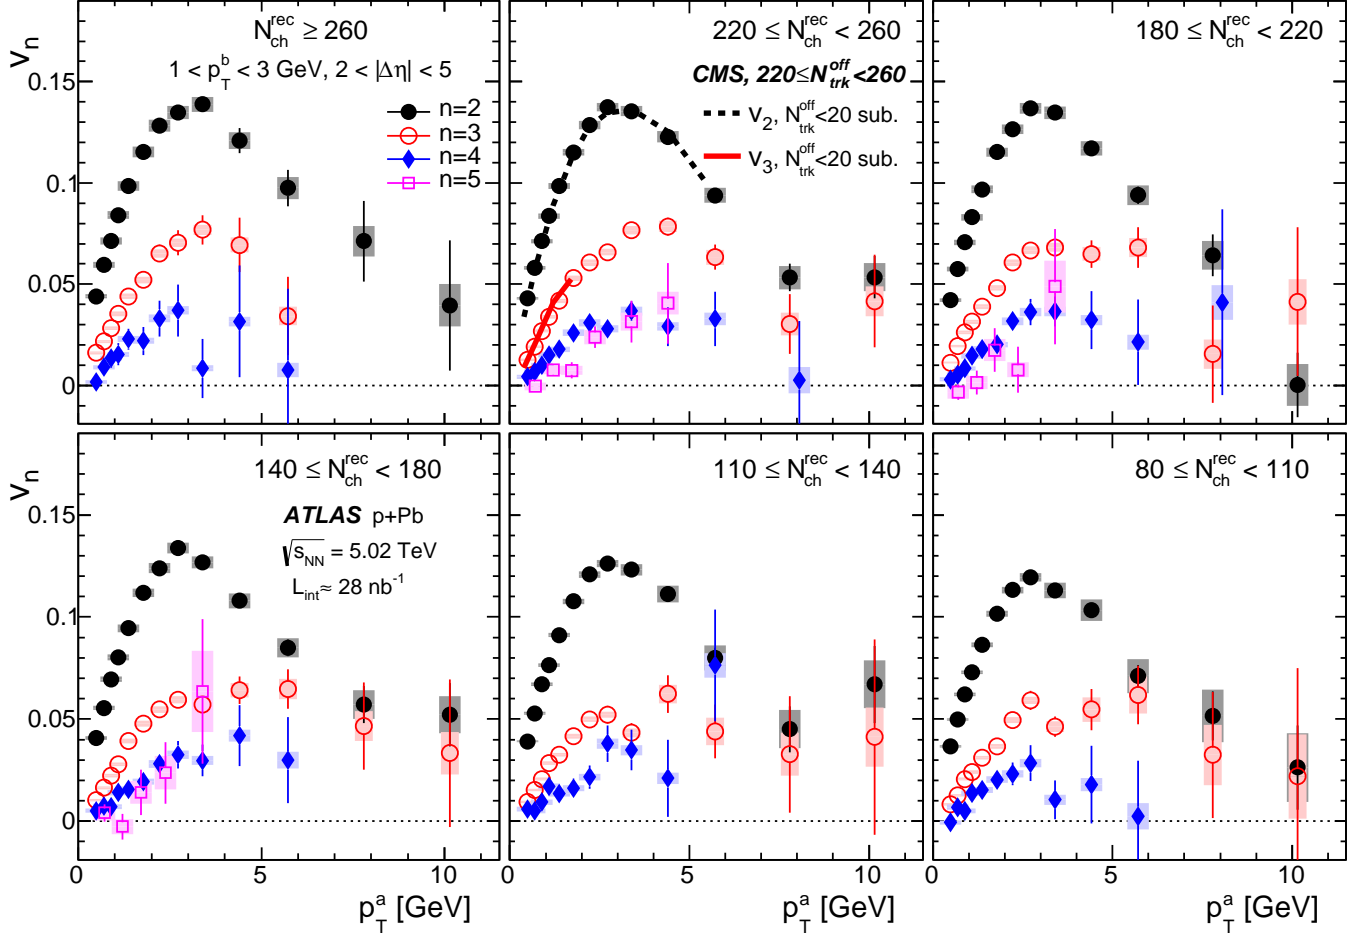 v_n
N_ch^rec ≥ 260
1 < p_T^b < 3 GeV, 2 < |Δη| < 5
n=2
n=3
n=4
n=5
0.15
0.1
0.05
0
220 ≤ N_ch^rec < 260
CMS, 220≤N_trk^off<260
v_2, N_trk^off<20 sub.
v_3, N_trk^off<20 sub.
180 ≤ N_ch^rec < 220
v_n
140 ≤ N_ch^rec < 180
ATLAS p+Pb
√s_NN = 5.02 TeV
L_int ≈ 28 nb^-1
0.15
0.1
0.05
0
110 ≤ N_ch^rec < 140
80 ≤ N_ch^rec < 110
0 5 10
0 5 10
0 5 10
p_T^a [GeV]
p_T^a [GeV]
p_T^a [GeV]